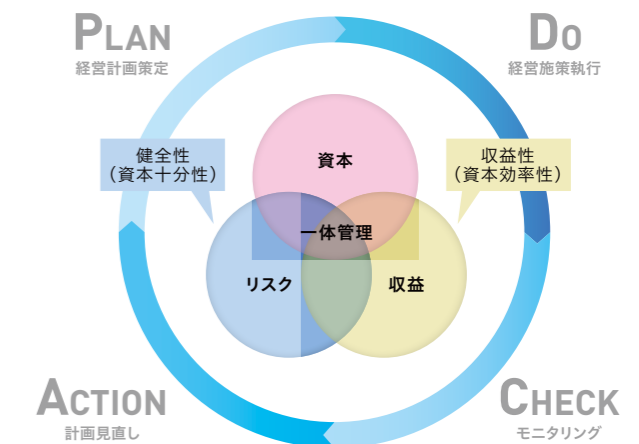 PLAN
経営計画策定
DO
経営施策執行
健全性
（資本十分性）
資本
収益性
（資本効率性）
一体管理
リスク
収益
ACTION
計画見直し
CHECK
モニタリング